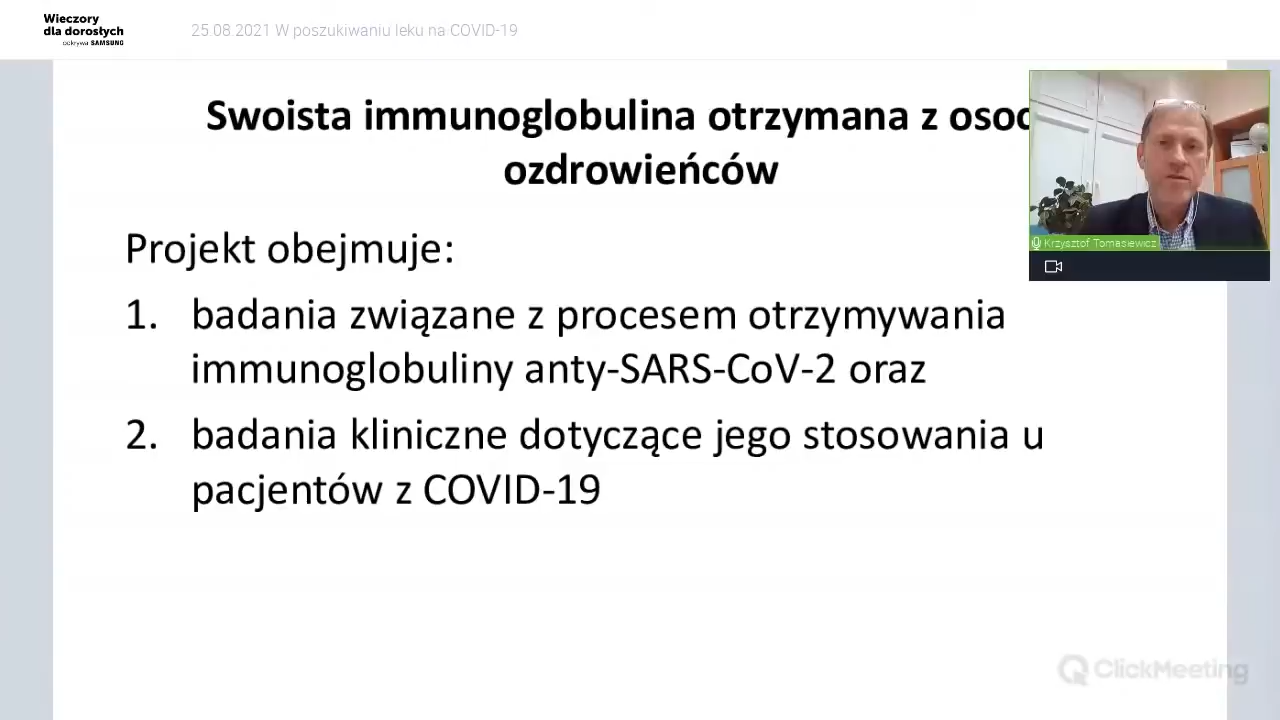 Wieczory
dla dorosłych
odkrywa SAMSUNG
25.08.2021 W poszukiwaniu leku na COVID-19
Swoista immunoglobulina otrzymana z osoc
ozdrowieńców
Projekt obejmuje:
1. badania związane z procesem otrzymywania
immunoglobuliny anty-SARS-CoV-2 oraz
2. badania kliniczne dotyczące jego stosowania u
pacjentów z COVID-19
Krzysztof Tomasiewicz
ClickMeeting